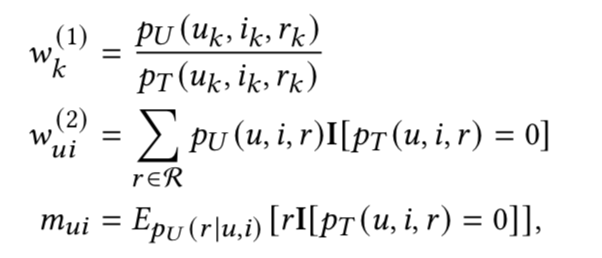 w_k^{(1)} = \frac{p_U(u_k, i_k, r_k)}{p_T(u_k, i_k, r_k)}
w_{ui}^{(2)} = \sum_{r \in \mathcal{R}} p_U(u, i, r)\mathbf{I}[p_T(u, i, r) = 0]
m_{ui} = E_{p_U(r|u,i)}[r\mathbf{I}[p_T(u, i, r) = 0]],